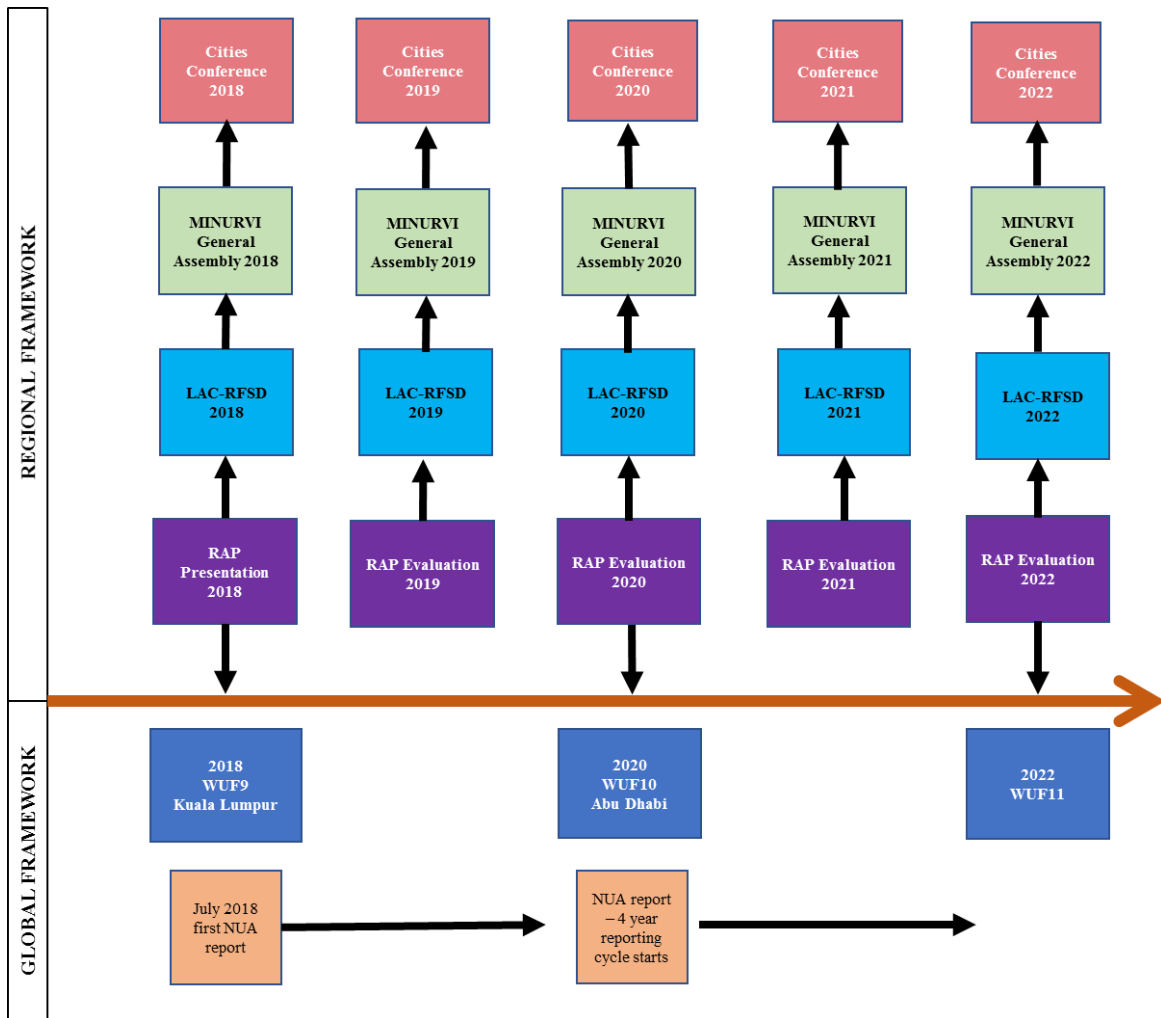 REGIONAL FRAMEWORK
Cities
Conference
2018
Cities
Conference
2019
Cities
Conference
2020
Cities
Conference
2021
Cities
Conference
2022
MINURVI
General
Assembly 2018
MINURVI
General
Assembly 2019
MINURVI
General
Assembly 2020
MINURVI
General
Assembly 2021
MINURVI
General
Assembly 2022
LAC-RFSD
2018
LAC-RFSD
2019
LAC-RFSD
2020
LAC-RFSD
2021
LAC-RFSD
2022
RAP
Presentation
2018
RAP Evaluation
2019
RAP Evaluation
2020
RAP Evaluation
2021
RAP Evaluation
2022
GLOBAL FRAMEWORK
2018
WUF9
Kuala Lumpur
2020
WUF10
Abu Dhabi
2022
WUF11
July 2018
first NUA
report
NUA report
– 4 year
reporting
cycle starts